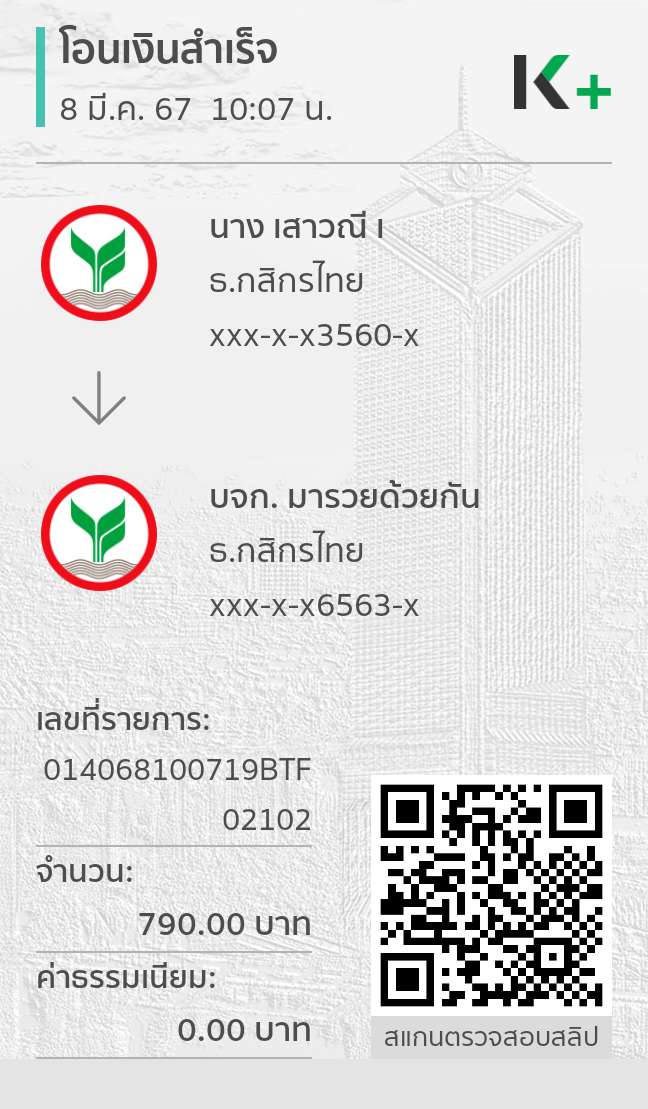 โอนเงินสำเร็จ
8 มี.ค. 67 10:07 น.
K+
นาง เสาวณี เ
ธ.กสิกรไทย
xxx-x-x3560-x
บจก. มารวยด้วยกัน
ธ.กสิกรไทย
xxx-x-x6563-x
เลขที่รายการ:
014068100719BTF
02102
จำนวน:
790.00 บาท
ค่าธรรมเนียม:
0.00 บาท
สแกนตรวจสอบสลิป